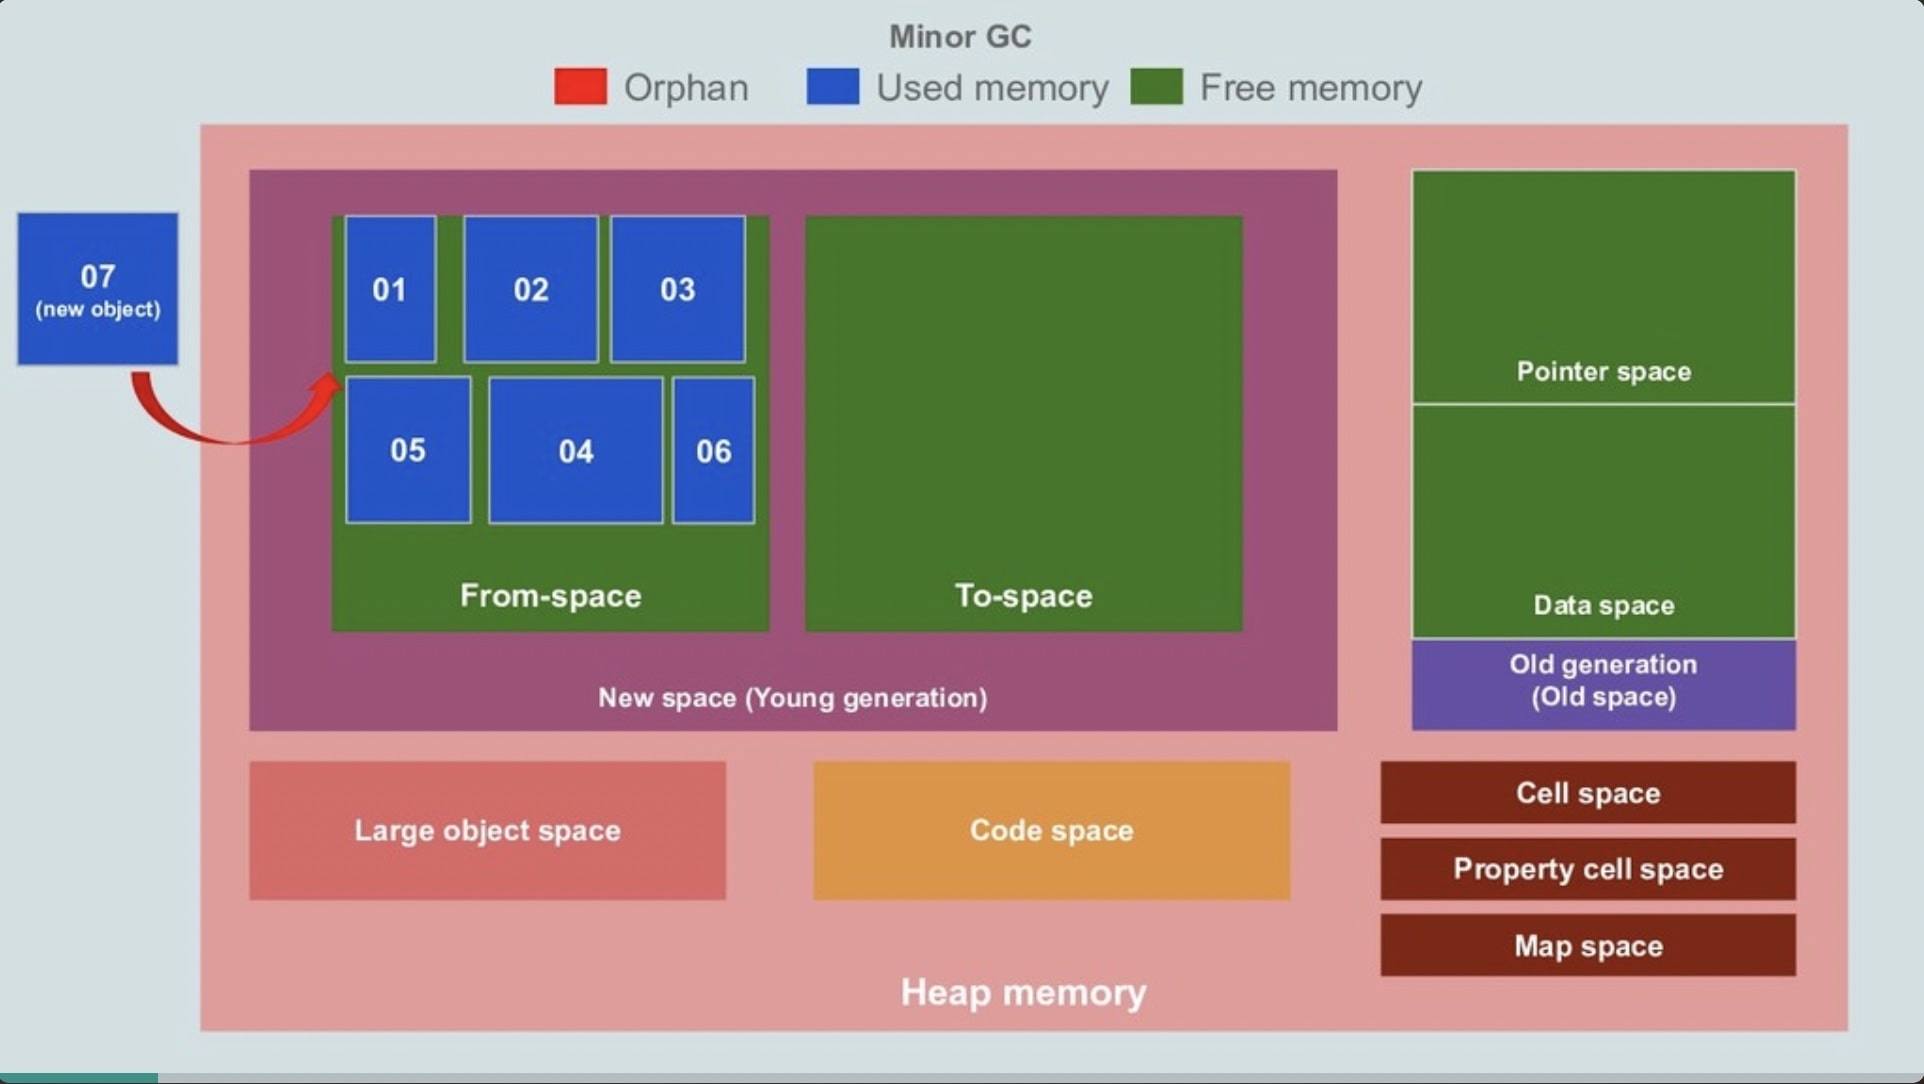 Minor GC
Orphan
Used memory
Free memory
07
(new object)
01
02
03
05
04
06
From-space
To-space
New space (Young generation)
Pointer space
Data space
Old generation
(Old space)
Large object space
Code space
Cell space
Property cell space
Map space
Heap memory